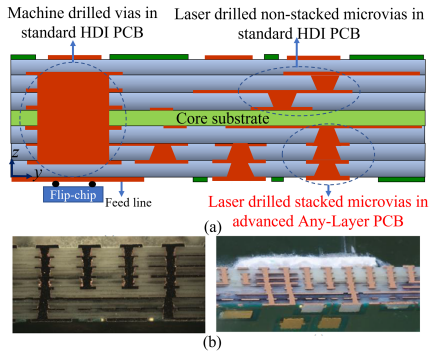 Machine drilled vias in
standard HDI PCB
Laser drilled non-stacked microvias in
standard HDI PCB
Core substrate
z
y
Flip-chip
Feed line
Laser drilled stacked microvias in
advanced Any-Layer PCB
(a)
(b)